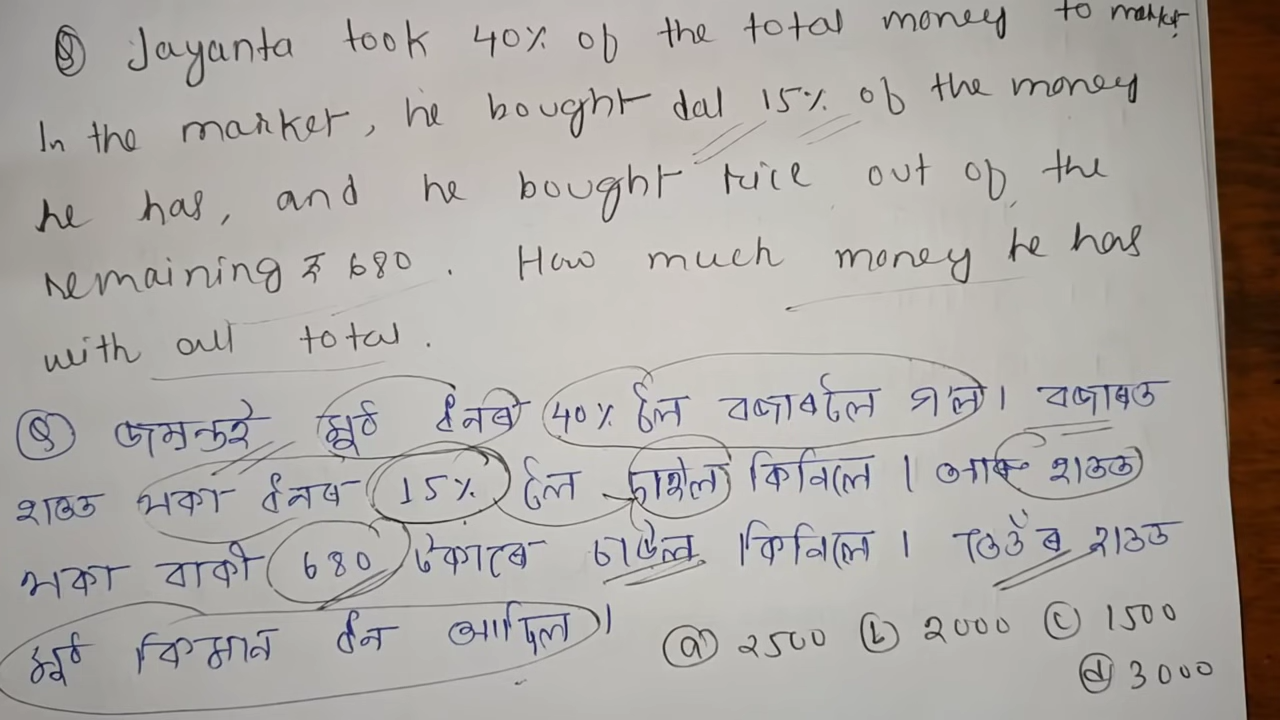 Q Jayanta took 40% of the total money to market
In the market, he bought dal 15% of the money
he has, and he bought rice out of the
remaining ₹ 680. How much money he has
with all total.
Q জয়ন্তই মুঠ ধনৰ 40% লৈ বজাৰলৈ গ'ল। বজাৰত
হাতত থকা ধনৰ 15% লৈ দাইল কিনিলে। আৰু হাতত
থকা বাকী 680 টকাৰে চাউল কিনিলে। তেওঁৰ হাতত
মুঠ কিমান ধন আছিল।
(a) 2500 (b) 2000 (c) 1500
(d) 3000